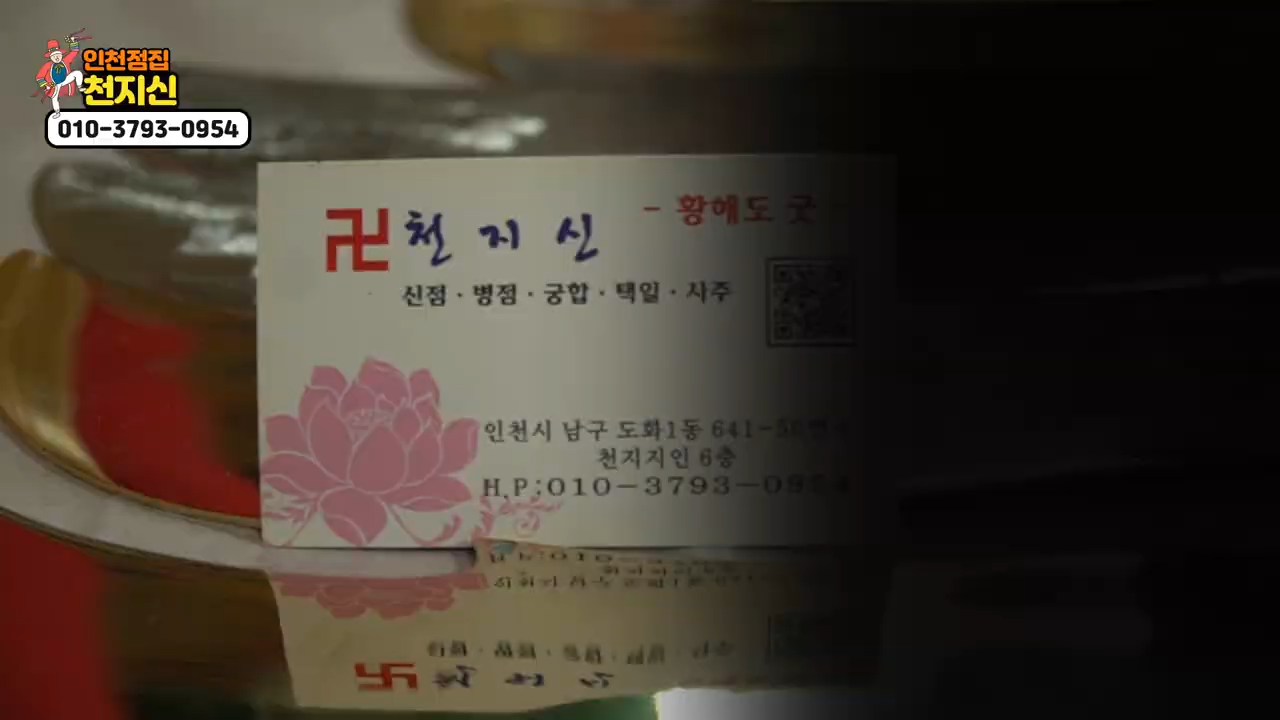 인천점집
천지신
010-3793-0954
卍 천지신
- 황해도 굿 -
신점 · 병점 · 궁합 · 택일 · 사주
인천시 남구 도화1동 641-
천지지인 6층
H.P:010-3793-0954